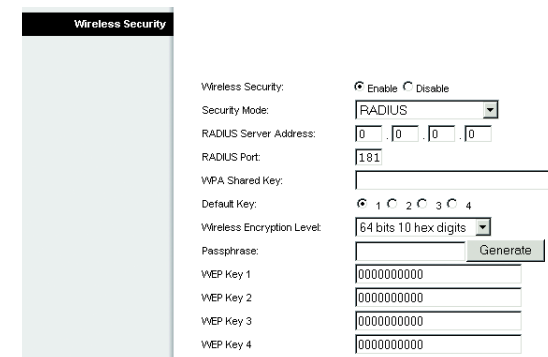 Wireless Security
Wireless Security: Enable Disable
Security Mode: RADIUS
RADIUS Server Address: 0 . 0 . 0 . 0
RADIUS Port: 181
WPA Shared Key:
Default Key: 1 2 3 4
Wireless Encryption Level: 64 bits 10 hex digits
Passphrase: Generate
WEP Key 1 0000000000
WEP Key 2 0000000000
WEP Key 3 0000000000
WEP Key 4 0000000000